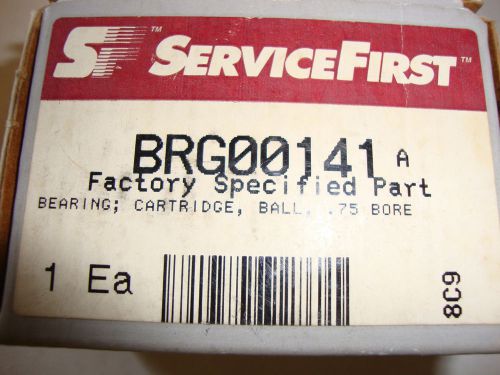 SF™ SERVICEFIRST™
BRG00141 A
Factory Specified Part
BEARING; CARTRIDGE, BALL, .75 BORE
1 Ea
8C9